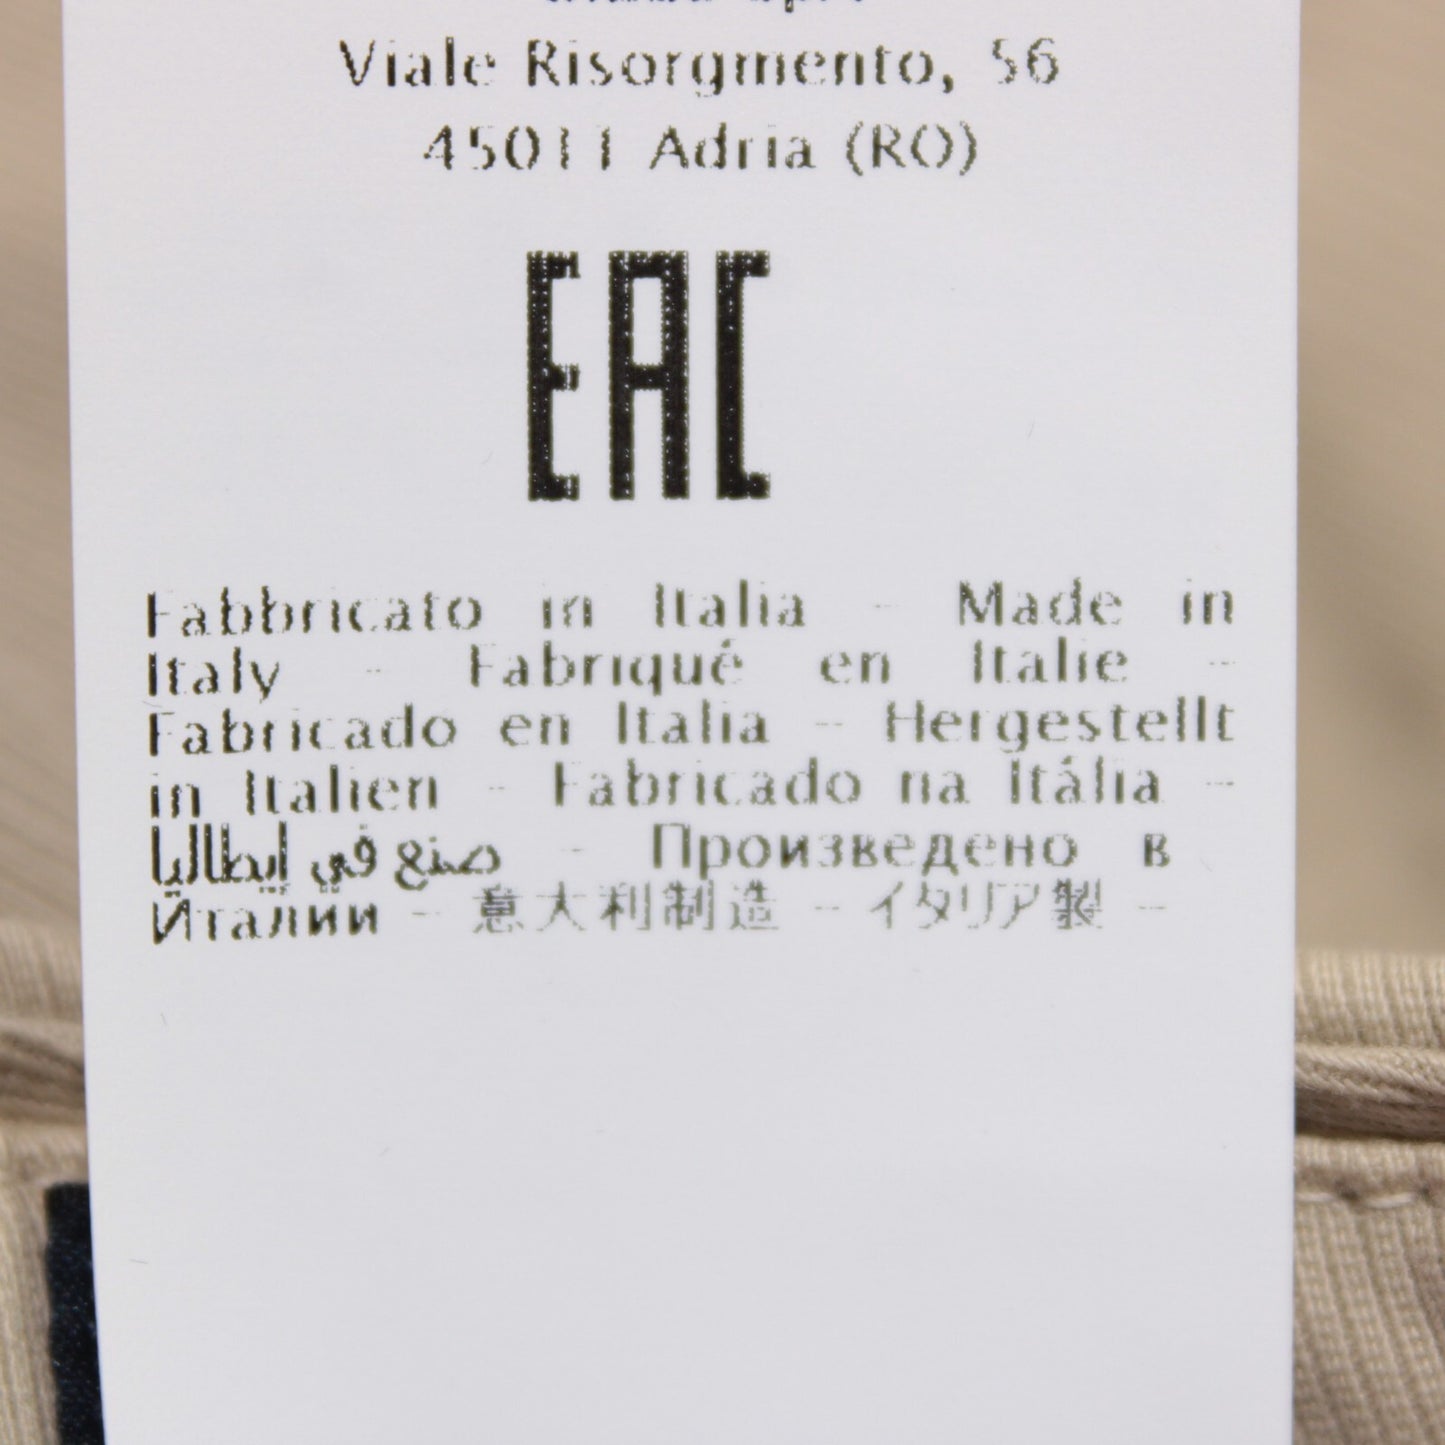 Viale Risorgmento, 56
45011 Adria (RO)
EAC
Fabbricato in Italia - Made in
Italy - Fabriqué en Italie -
Fabricado en Italia - Hergestellt
in Italien - Fabricado na Itália -
صنع في إيطاليا - Произведено в
Италии - 意大利制造 - イタリア製 -